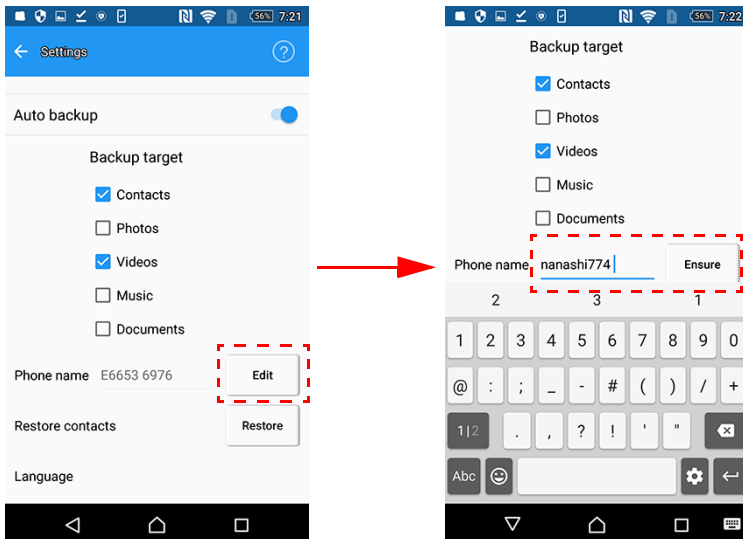 56% 7:21
Settings
?
Auto backup
Backup target
Contacts
Photos
Videos
Music
Documents
Phone name E6653 6976 Edit
Restore contacts Restore
Language
56% 7:22
Backup target
Contacts
Photos
Videos
Music
Documents
Phone name nanashi774 Ensure
2 3 1
1 2 3 4 5 6 7 8 9 0
@ : ; _ - # ( ) / +
1|2 . , ? ! ' "
Abc